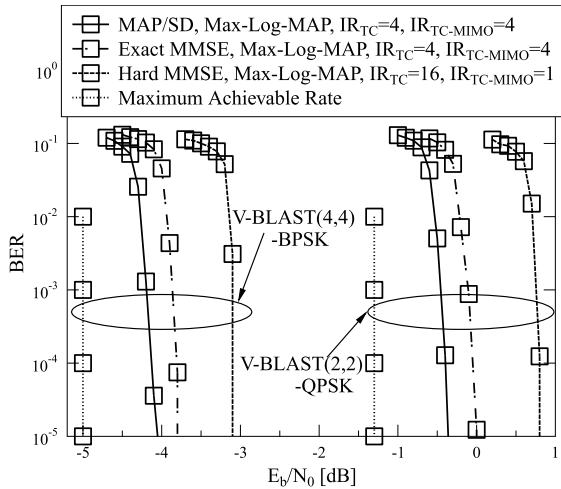 MAP/SD, Max-Log-MAP, IR_TC=4, IR_TC-MIMO=4
Exact MMSE, Max-Log-MAP, IR_TC=4, IR_TC-MIMO=4
Hard MMSE, Max-Log-MAP, IR_TC=16, IR_TC-MIMO=1
Maximum Achievable Rate
10^0
10^-1
10^-2
10^-3
10^-4
10^-5
BER
V-BLAST(4,4)
-BPSK
V-BLAST(2,2)
-QPSK
-5 -4 -3 -2 -1 0 1
E_b/N_0 [dB]